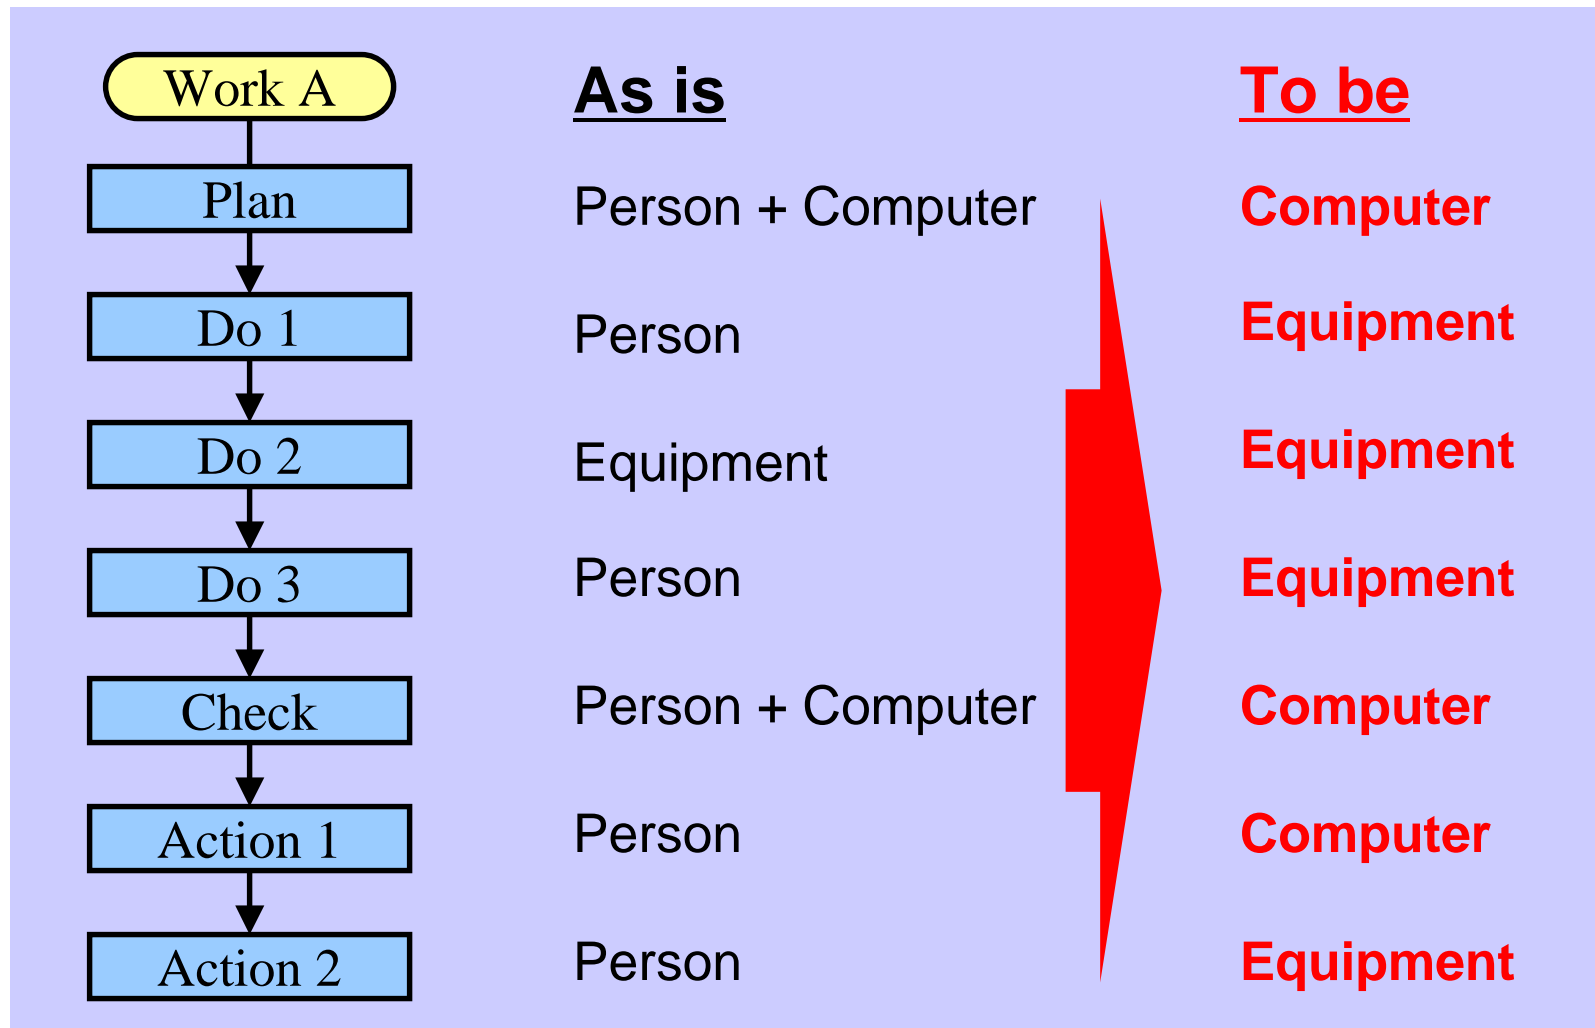 Work A As is To be
Plan Person + Computer Computer
Do 1 Person Equipment
Do 2 Equipment Equipment
Do 3 Person Equipment
Check Person + Computer Computer
Action 1 Person Computer
Action 2 Person Equipment